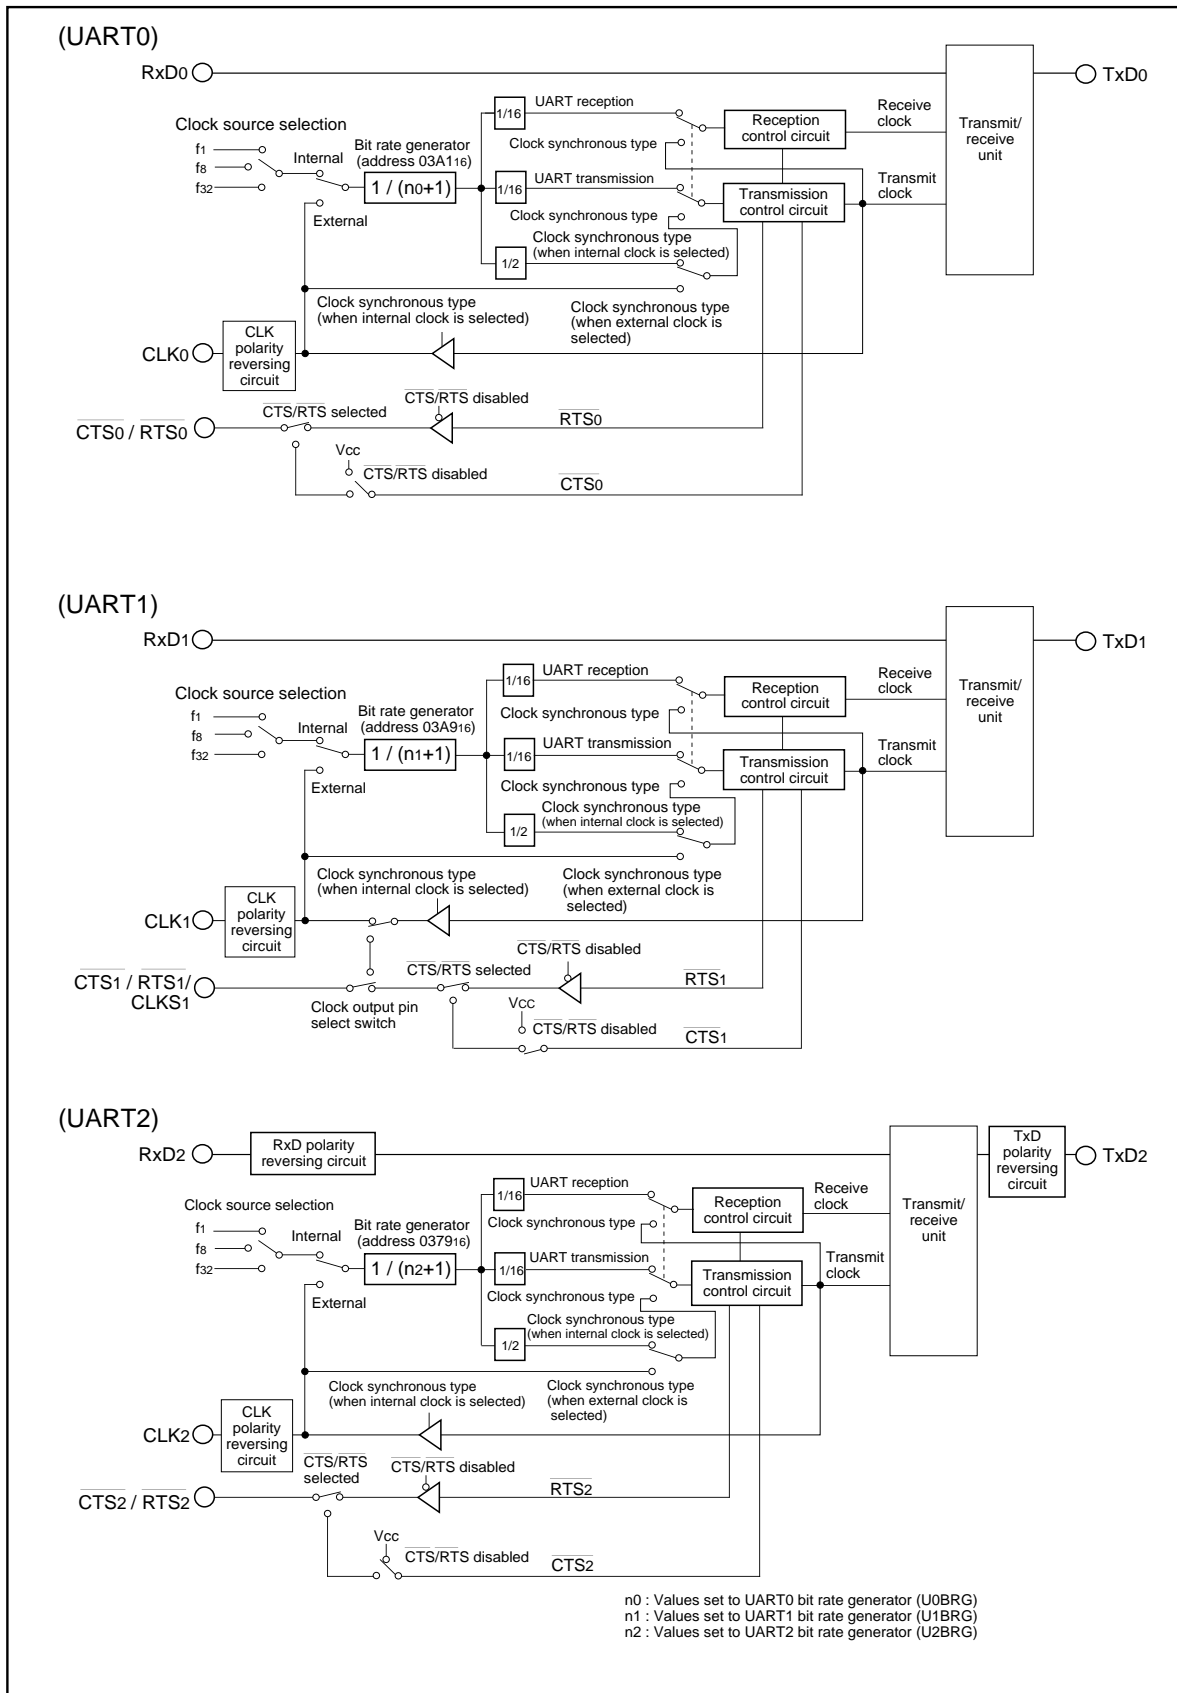 (UART0)
RxD0
TxD0
Clock source selection
f1
f8
f32
Internal
External
Bit rate generator
(address 03A116)
1 / (n0+1)
1/16
UART reception
Clock synchronous type
1/16
UART transmission
Clock synchronous type
1/2
Clock synchronous type
(when internal clock is selected)
Reception
control circuit
Transmission
control circuit
Receive
clock
Transmit
clock
Transmit/
receive
unit
Clock synchronous type
(when internal clock is selected)
Clock synchronous type
(when external clock is
selected)
CLK0
CLK
polarity
reversing
circuit
CTS/RTS selected
CTS/RTS disabled
CTS0 / RTS0
RTS0
Vcc
CTS/RTS disabled
CTS0
(UART1)
RxD1
TxD1
Clock source selection
f1
f8
f32
Internal
External
Bit rate generator
(address 03A916)
1 / (n1+1)
1/16
UART reception
Clock synchronous type
1/16
UART transmission
Clock synchronous type
1/2
Clock synchronous type
(when internal clock is selected)
Reception
control circuit
Transmission
control circuit
Receive
clock
Transmit
clock
Transmit/
receive
unit
Clock synchronous type
(when internal clock is selected)
Clock synchronous type
(when external clock is
selected)
CLK1
CLK
polarity
reversing
circuit
CTS1 / RTS1/
CLKS1
Clock output pin
select switch
CTS/RTS selected
CTS/RTS disabled
RTS1
VCC
CTS/RTS disabled
CTS1
(UART2)
RxD2
RxD polarity
reversing circuit
TxD
polarity
reversing
circuit
TxD2
Clock source selection
f1
f8
f32
Internal
External
Bit rate generator
(address 037916)
1 / (n2+1)
1/16
UART reception
Clock synchronous type
1/16
UART transmission
Clock synchronous type
1/2
Clock synchronous type
(when internal clock is selected)
Reception
control circuit
Transmission
control circuit
Receive
clock
Transmit
clock
Transmit/
receive
unit
Clock synchronous type
(when internal clock is selected)
Clock synchronous type
(when external clock is
selected)
CLK2
CLK
polarity
reversing
circuit
CTS/RTS
selected
CTS/RTS disabled
CTS2 / RTS2
RTS2
Vcc
CTS/RTS disabled
CTS2
n0 : Values set to UART0 bit rate generator (U0BRG)
n1 : Values set to UART1 bit rate generator (U1BRG)
n2 : Values set to UART2 bit rate generator (U2BRG)